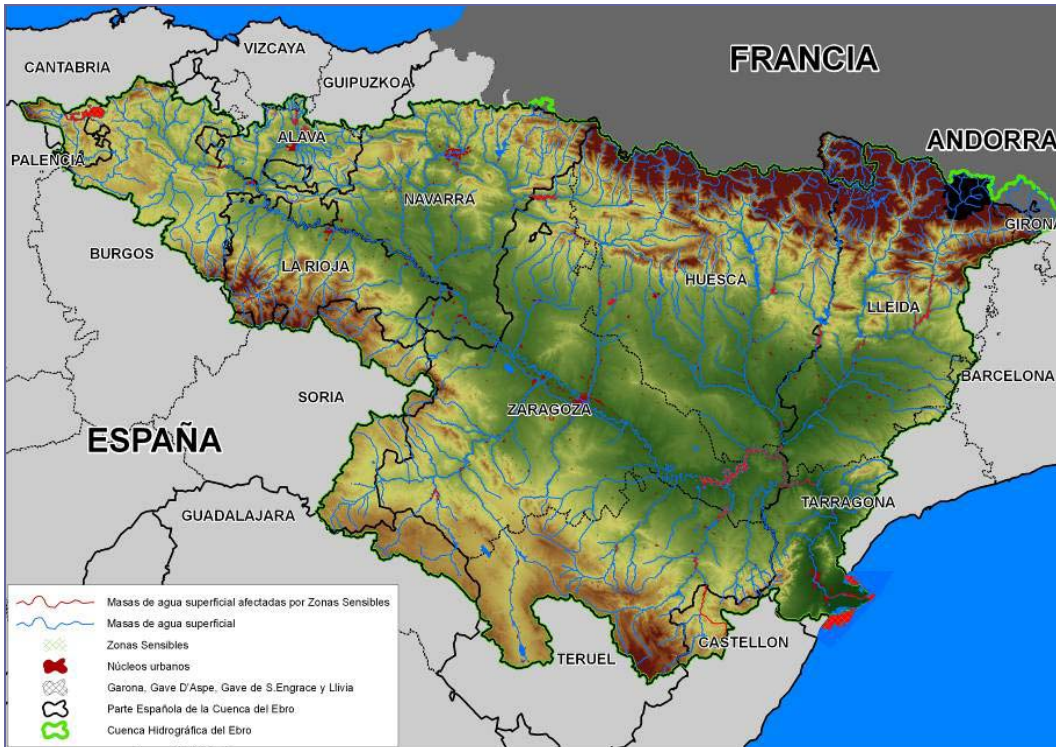 VIZCAYA
CANTABRIA
GUIPUZKOA
FRANCIA
ALAVA
ANDORRA
PALENCIA
NAVARRA
GIRONA
BURGOS
LA RIOJA
HUESCA
LLEIDA
BARCELONA
SORIA
ZARAGOZA
ESPAÑA
TARRAGONA
GUADALAJARA
CASTELLON
TERUEL
Masas de agua superficial afectadas por Zonas Sensibles
Masas de agua superficial
Zonas Sensibles
Núcleos urbanos
Garona, Gave D'Aspe, Gave de S.Engrace y Llivia
Parte Española de la Cuenca del Ebro
Cuenca Hidrográfica del Ebro